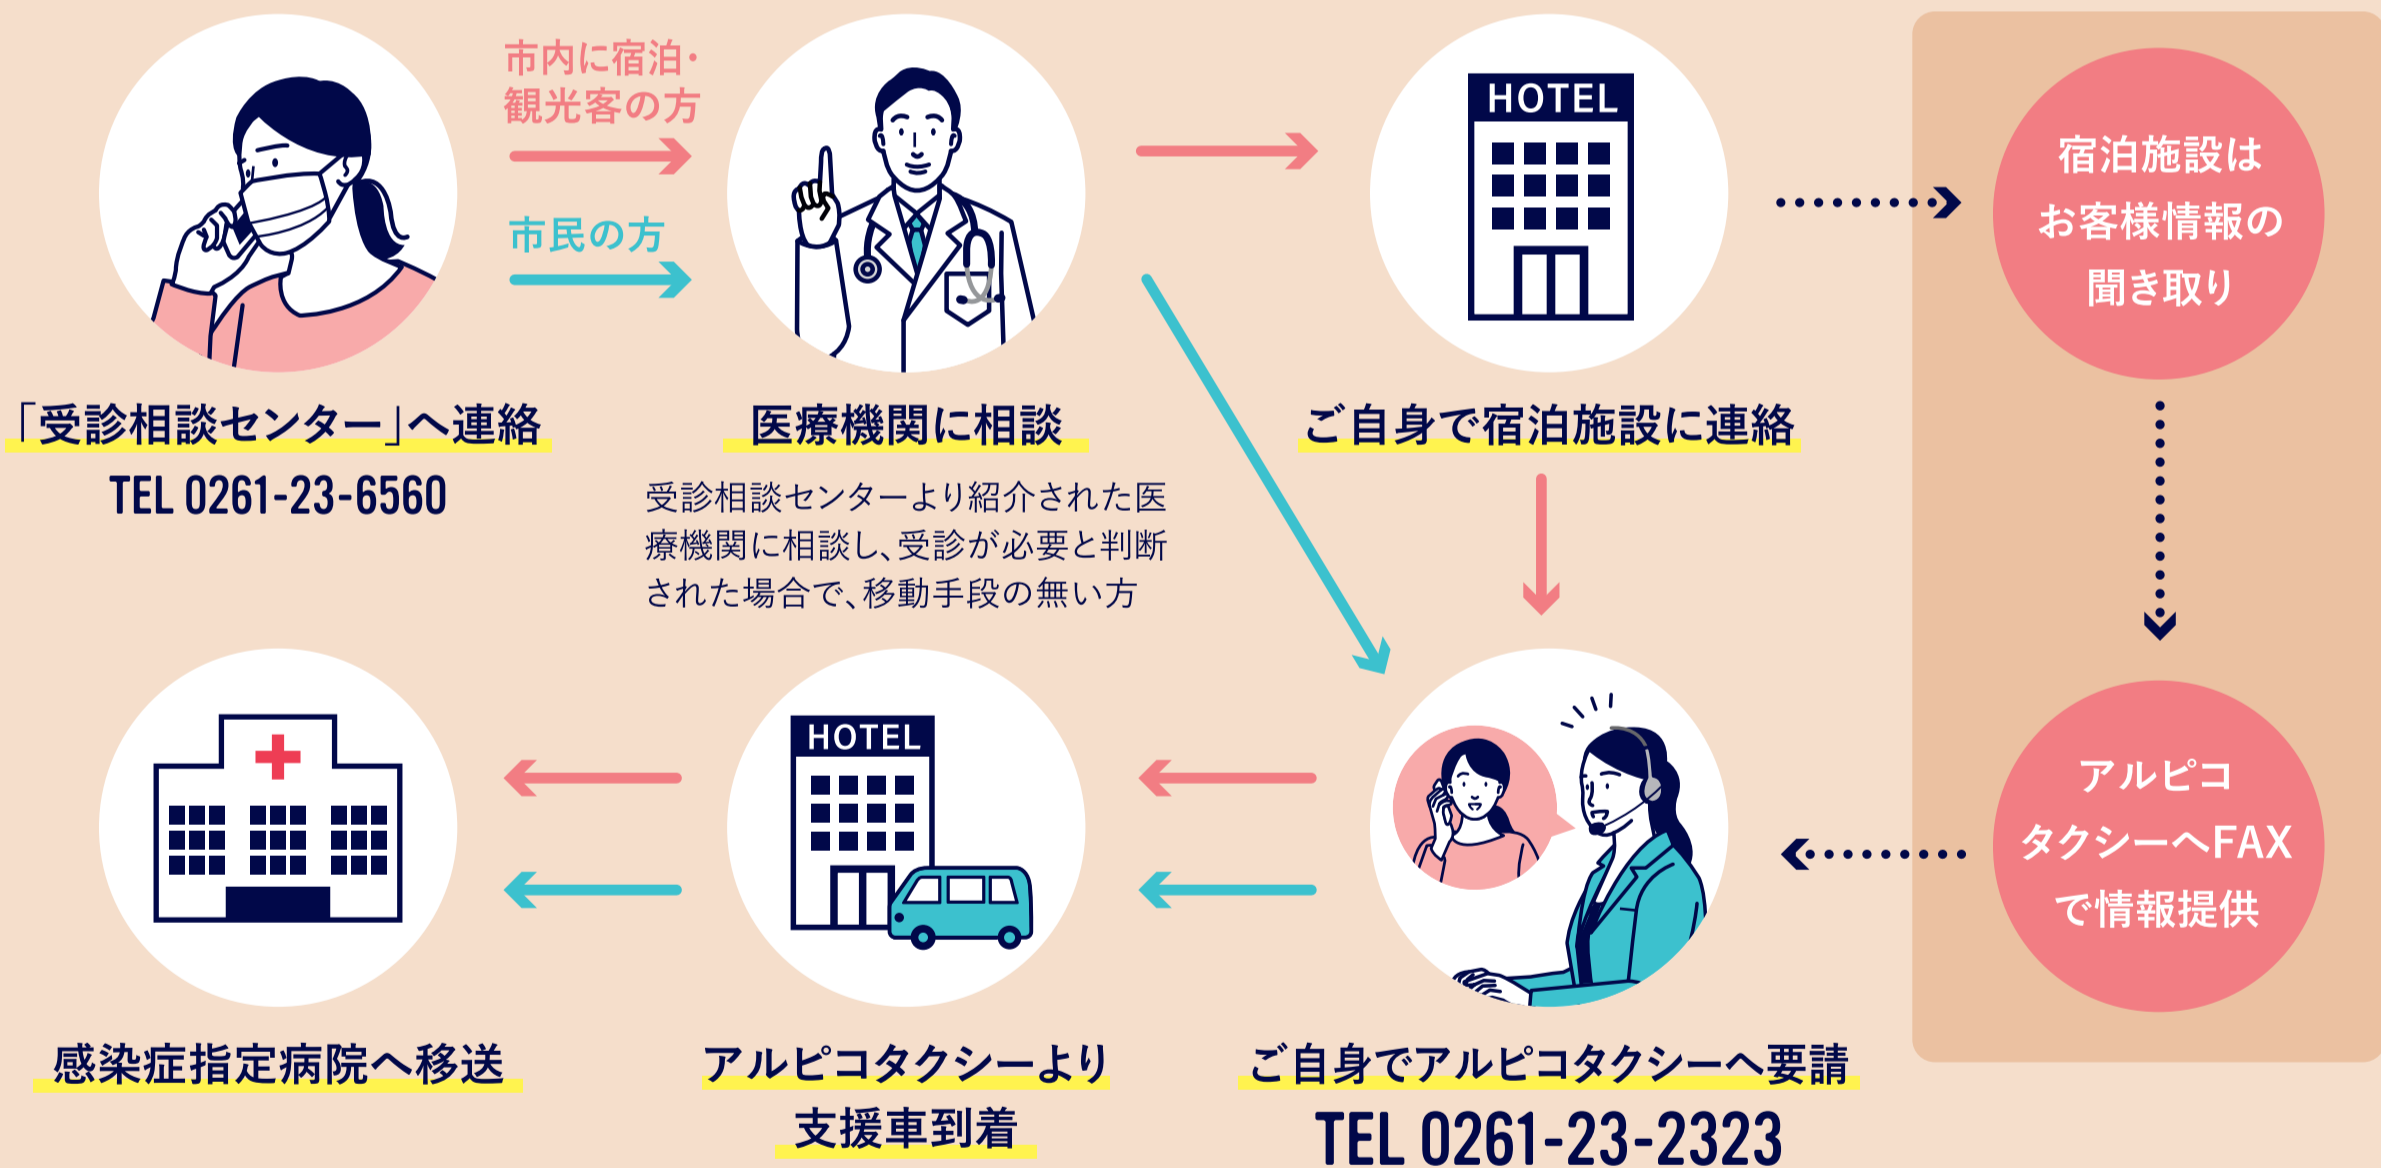 市内に宿泊・
観光客の方
市民の方
「受診相談センター」へ連絡
TEL 0261-23-6560
医療機関に相談
受診相談センターより紹介された医
療機関に相談し、受診が必要と判断
された場合で、移動手段の無い方
HOTEL
ご自身で宿泊施設に連絡
宿泊施設は
お客様情報の
聞き取り
アルピコ
タクシーへFAX
で情報提供
ご自身でアルピコタクシーへ要請
TEL 0261-23-2323
HOTEL
アルピコタクシーより
支援車到着
感染症指定病院へ移送